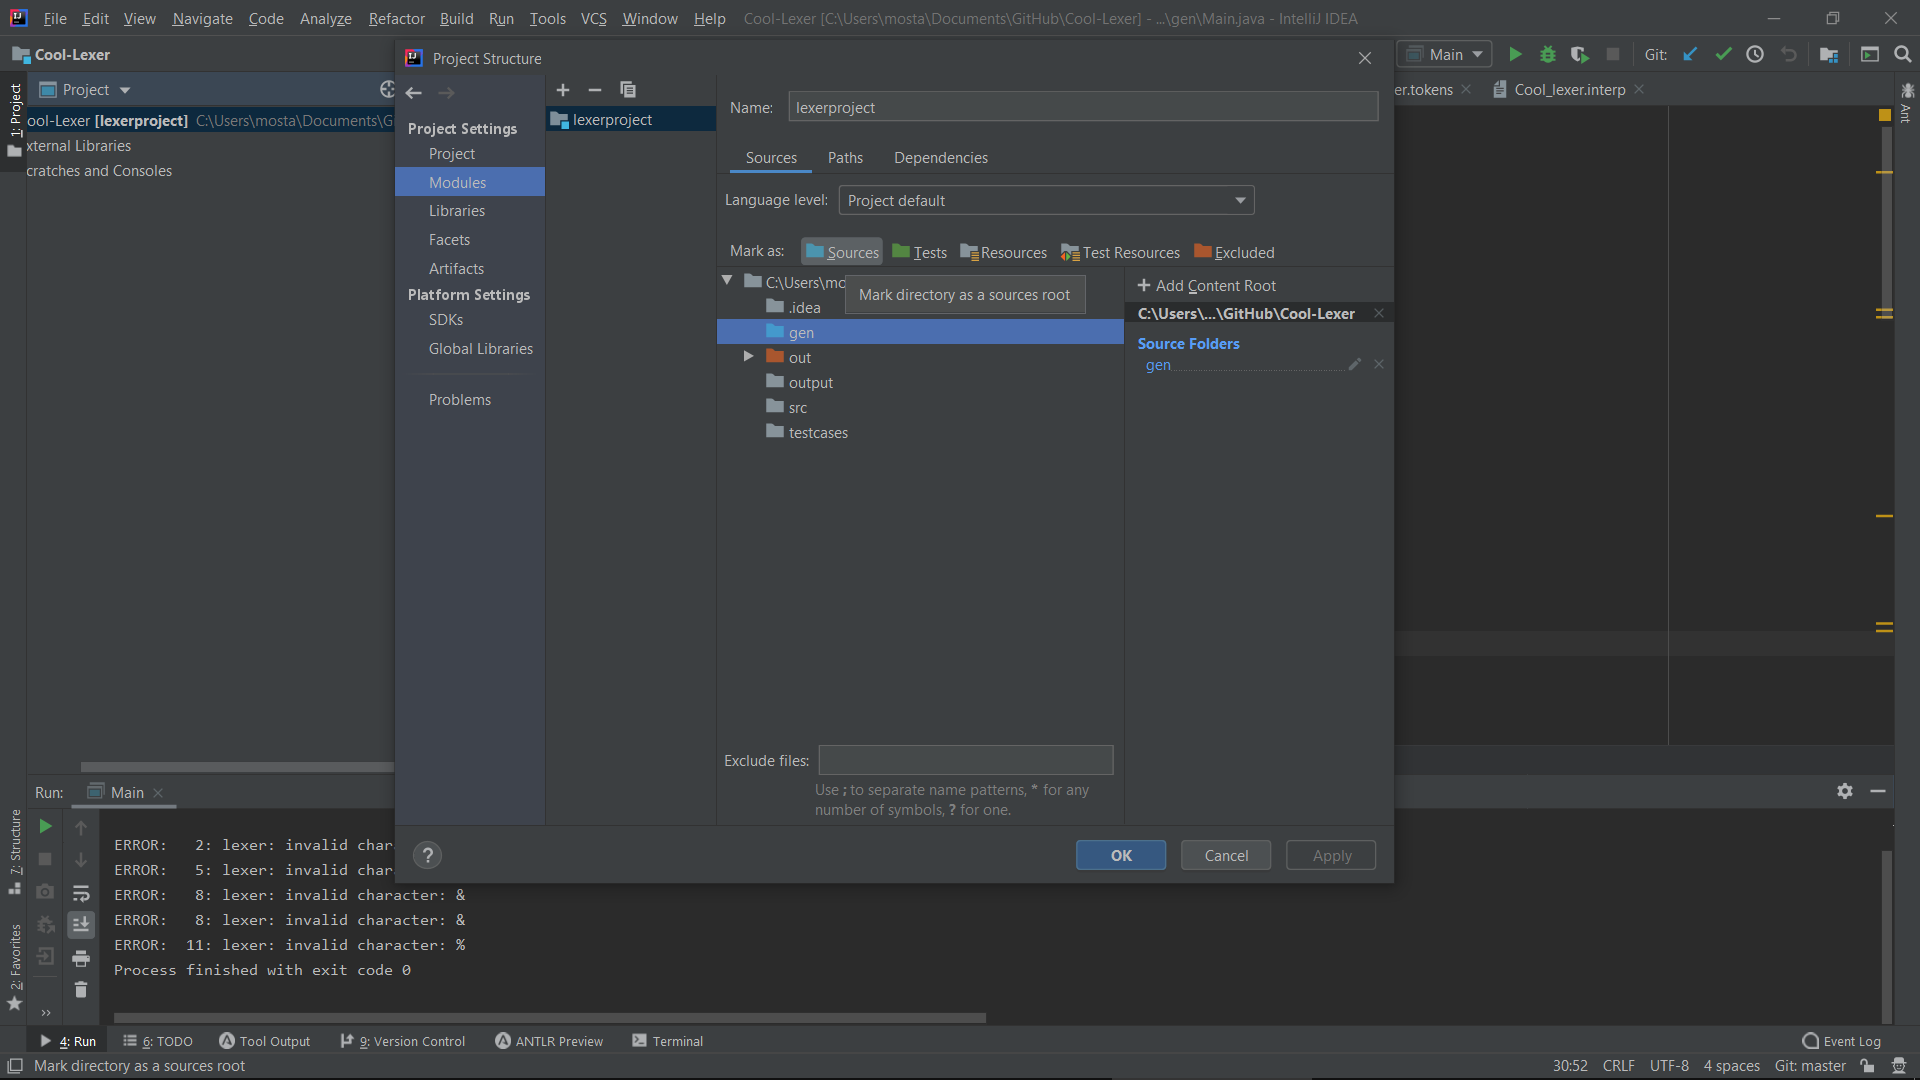 File Edit View Navigate Code Analyze Refactor Build Run Tools VCS Window Help Cool-Lexer [C:\Users\mosta\Documents\GitHub\Cool-Lexer] - ...\gen\Main.java - IntelliJ IDEA
Cool-Lexer
Main
Git:
Project
er.tokens
Cool_lexer.interp
1: Project
ool-Lexer [lexerproject] C:\Users\mosta\Documents\G
xternal Libraries
cratches and Consoles
Ant
Project Structure
Project Settings
Project
Modules
Libraries
Facets
Artifacts
Platform Settings
SDKs
Global Libraries
Problems
lexerproject
Name: lexerproject
Sources Paths Dependencies
Language level: Project default
Mark as: Sources Tests Resources Test Resources Excluded
C:\Users\mo
Mark directory as a sources root
.idea
gen
out
output
src
testcases
+ Add Content Root
C:\Users\...\GitHub\Cool-Lexer
Source Folders
gen
Exclude files:
Use ; to separate name patterns, * for any
number of symbols, ? for one.
?
OK Cancel Apply
Run: Main
7: Structure
2: Favorites
ERROR: 2: lexer: invalid char
ERROR: 5: lexer: invalid cha
ERROR: 8: lexer: invalid character: &
ERROR: 8: lexer: invalid character: &
ERROR: 11: lexer: invalid character: %
Process finished with exit code 0
4: Run 6: TODO Tool Output 9: Version Control ANTLR Preview Terminal Event Log
Mark directory as a sources root
30:52 CRLF UTF-8 4 spaces Git: master